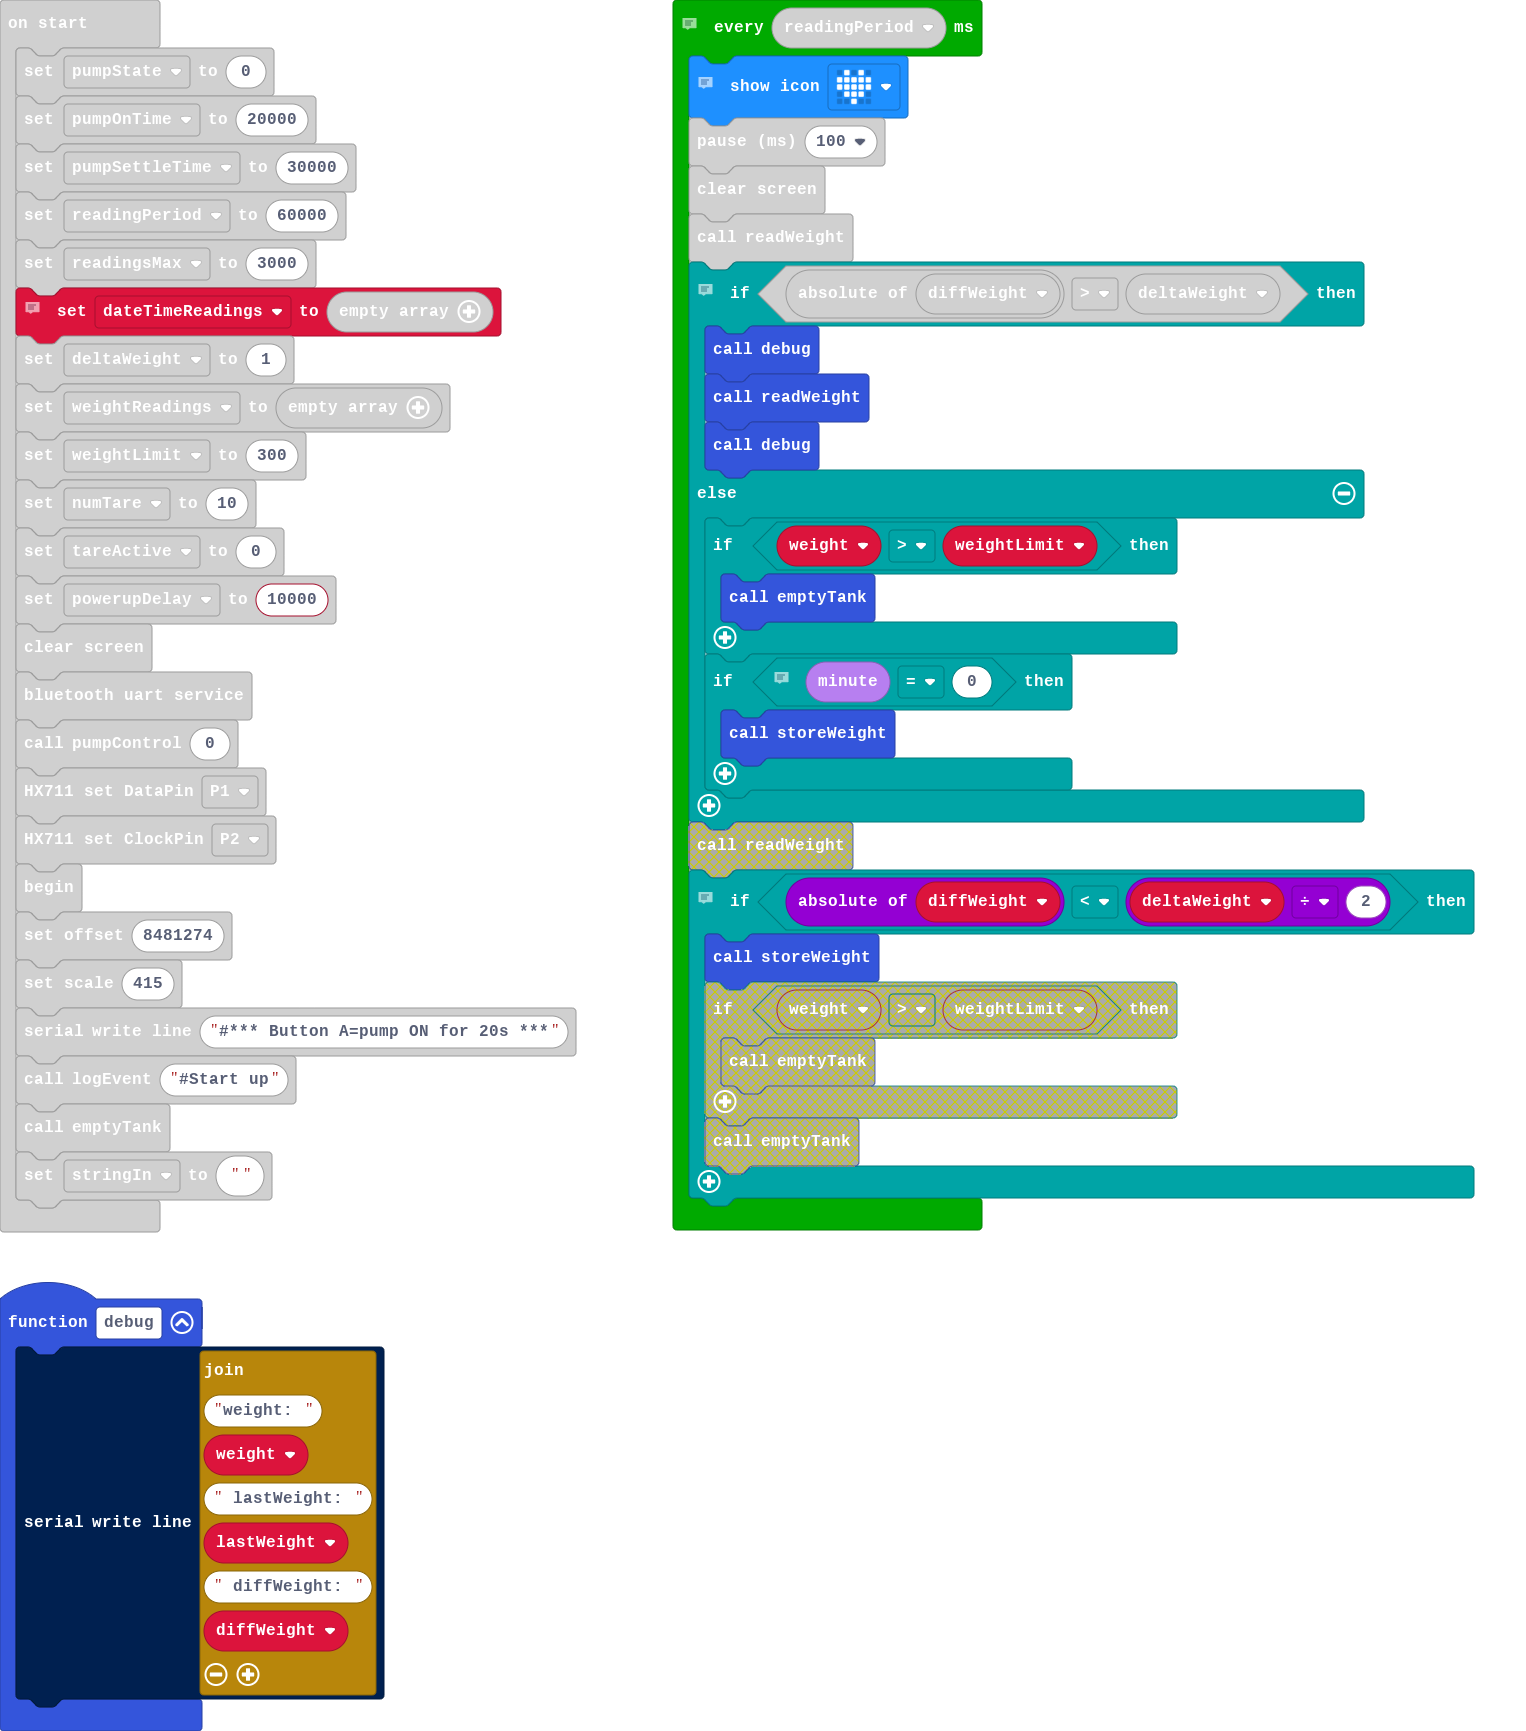 on start
set pumpState to 0
set pumpOnTime to 20000
set pumpSettleTime to 30000
set readingPeriod to 60000
set readingsMax to 3000
set dateTimeReadings to empty array
set deltaWeight to 1
set weightReadings to empty array
set weightLimit to 300
set numTare to 10
set tareActive to 0
set powerupDelay to 10000
clear screen
bluetooth uart service
call pumpControl 0
HX711 set DataPin P1
HX711 set ClockPin P2
begin
set offset 8481274
set scale 415
serial write line "#*** Button A=pump ON for 20s ***"
call logEvent "#Start up"
call emptyTank
set stringIn to ""
every readingPeriod ms
show icon
pause (ms) 100
clear screen
call readWeight
if absolute of diffWeight > deltaWeight then
call debug
call readWeight
call debug
else
if weight > weightLimit then
call emptyTank
if minute = 0 then
call storeWeight
call readWeight
if absolute of diffWeight < deltaWeight ÷ 2 then
call storeWeight
if weight > weightLimit then
call emptyTank
call emptyTank
function debug
join
"weight: "
weight
" lastWeight: "
serial write line
lastWeight
" diffWeight: "
diffWeight